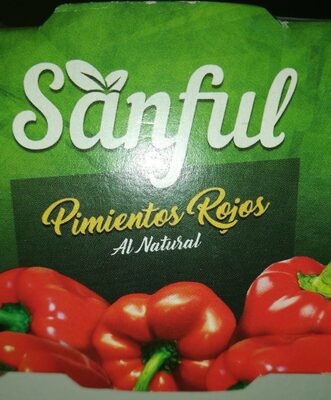 Sanful
Pimientos Rojos
Al Natural